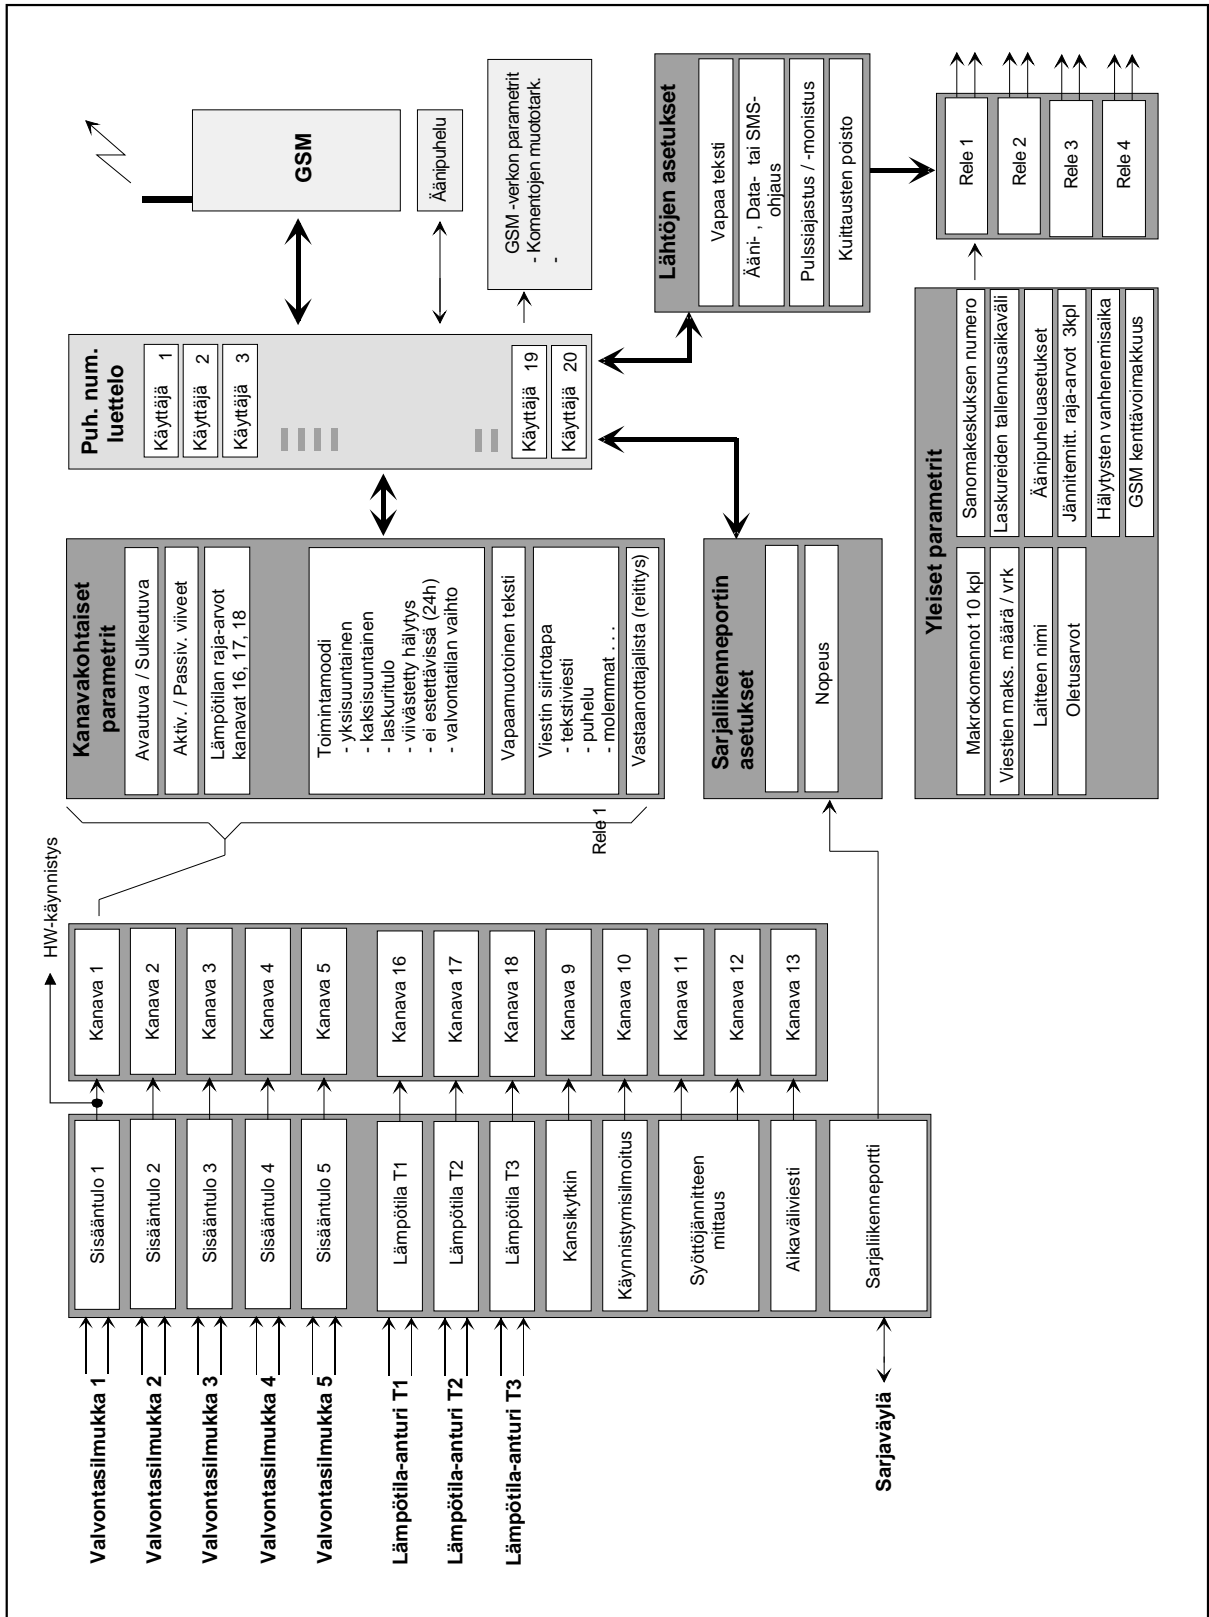 Valvontasilmukka 1
Valvontasilmukka 2
Valvontasilmukka 3
Valvontasilmukka 4
Valvontasilmukka 5
Lämpötila-anturi T1
Lämpötila-anturi T2
Lämpötila-anturi T3
Sarjaväylä
Sisääntulo 1
Sisääntulo 2
Sisääntulo 3
Sisääntulo 4
Sisääntulo 5
Lämpötila T1
Lämpötila T2
Lämpötila T3
Kansikytkin
Käynnistymisilmoitus
Syöttöjännitteen
mittaus
Aikaväliviesti
Sarjaliikenneportti
HW-käynnistys
Kanava 1
Kanava 2
Kanava 3
Kanava 4
Kanava 5
Kanava 16
Kanava 17
Kanava 18
Kanava 9
Kanava 10
Kanava 11
Kanava 12
Kanava 13
Rele 1
Kanavakohtaiset
parametrit
Avautuva / Sulkeutuva
Aktiv. / Passiv. viiveet
Lämpötilan raja-arvot
kanavat 16, 17, 18
Toimintamoodi
- yksisuuntainen
- kaksisuuntainen
- laskuritulo
- viivästetty hälytys
- ei estettävissä (24h)
- valvontatilan vaihto
Vapaamuotoinen teksti
Viestin siirtotapa
- tekstiviesti
- puhelu
- molemmat . . .
Vastaanottajalista (reititys)
Sarjaliikenneportin
asetukset
Nopeus
Yleiset parametrit
Makrokomennot 10 kpl
Viestien maks. määrä / vrk
Laitteen nimi
Oletusarvot
Sanomakeskuksen numero
Laskureiden tallennusaikaväli
Äänipuheluasetukset
Jännitemitt. raja-arvot 3kpl
Hälytysten vanhenemisaika
GSM kenttävoimakkuus
Puh. num.
luettelo
Käyttäjä 1
Käyttäjä 2
Käyttäjä 3
Käyttäjä 19
Käyttäjä 20
GSM
Äänipuhelu
GSM -verkon parametrit
- Komentojen muototark.
-
Lähtöjen asetukset
Vapaa teksti
Ääni- , Data- tai SMS-
ohjaus
Pulssiajastus / -monistus
Kuittausten poisto
Rele 1
Rele 2
Rele 3
Rele 4